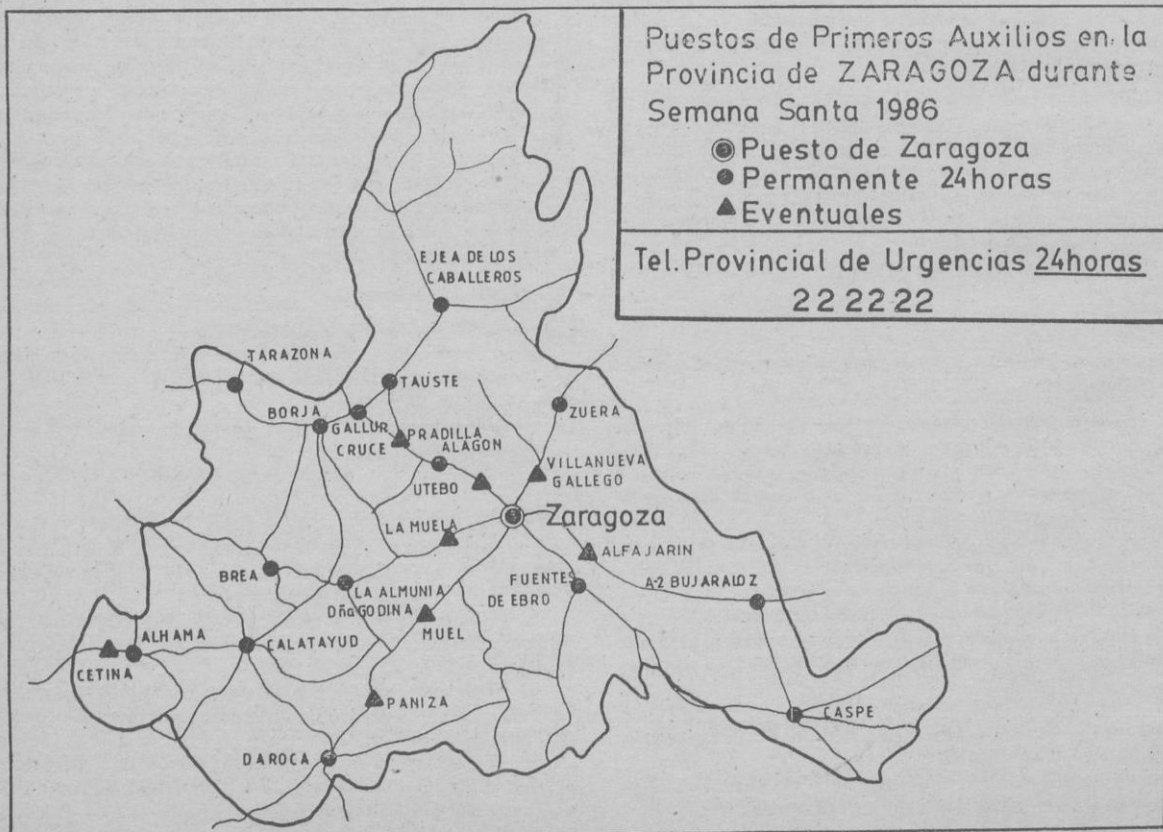 Puestos de Primeros Auxilios en la
Provincia de ZARAGOZA durante
Semana Santa 1986
Puesto de Zaragoza
Permanente 24horas
Eventuales
Tel. Provincial de Urgencias 24horas
22 22 22
EJEA DE LOS
CABALLEROS
TARAZONA
TAUSTE
BORJA
GALLUR
ZUERA
CRUCE
PRADILLA
ALAGON
VILLANUEVA
GALLEGO
UTEBO
LA MUELA
Zaragoza
ALFAJARIN
BREA
LA ALMUNIA
Dña GODINA
FUENTES
DE EBRO
A-2 BUJARALOZ
MUEL
ALHAMA
CALATAYUD
CETINA
PANIZA
CASPE
DAROCA